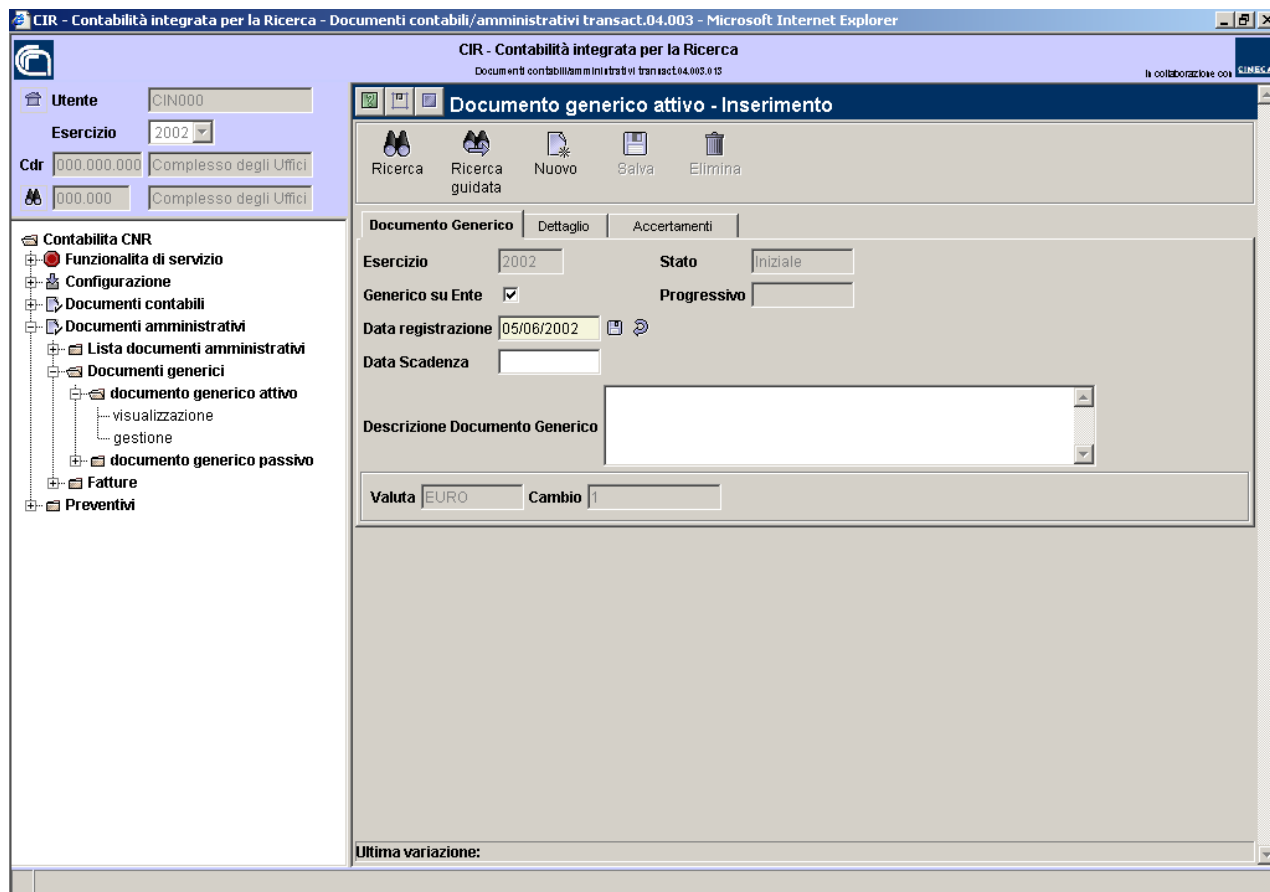 CIR - Contabilità integrata per la Ricerca - Documenti contabili/amministrativi transact.04.003 - Microsoft Internet Explorer
CIR - Contabilità integrata per la Ricerca
Documenti contabili/amministrativi transact.04.003.013
In collaborazione con CINECA
Utente CIN000
Esercizio 2002
Cdr 000.000.000 Complesso degli Uffici
000.000 Complesso degli Uffici
Contabilita CNR
Funzionalita di servizio
Configurazione
Documenti contabili
Documenti amministrativi
Lista documenti amministrativi
Documenti generici
documento generico attivo
visualizzazione
gestione
documento generico passivo
Fatture
Preventivi
Documento generico attivo - Inserimento
Ricerca Ricerca guidata Nuovo Salva Elimina
Documento Generico Dettaglio Accertamenti
Esercizio 2002 Stato Iniziale
Generico su Ente Progressivo
Data registrazione 05/06/2002
Data Scadenza
Descrizione Documento Generico
Valuta EURO Cambio 1
Ultima variazione: